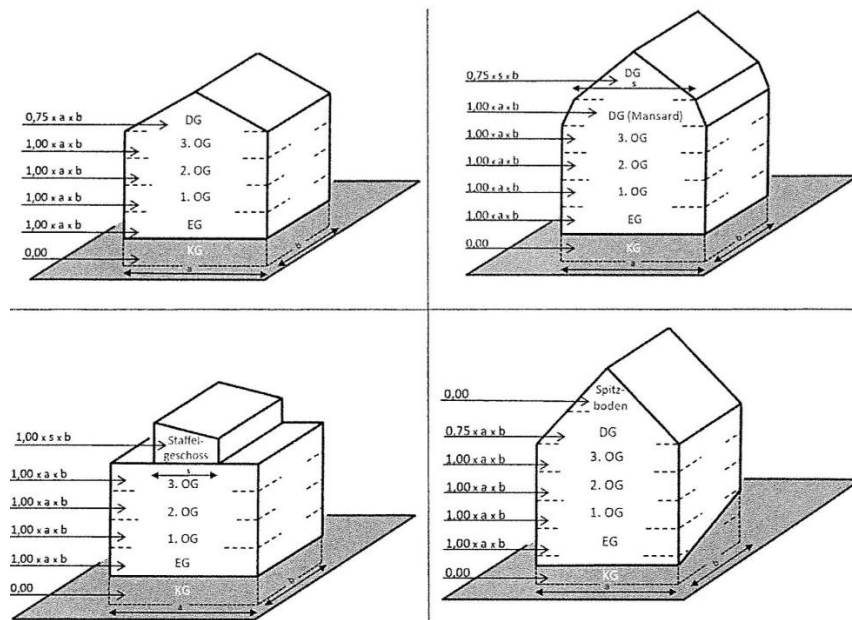 0,75 x a x b
DG
1,00 x a x b
3. OG
1,00 x a x b
2. OG
1,00 x a x b
1. OG
1,00 x a x b
EG
0,00
KG
a
b
0,75 x s x b
DG
s
1,00 x a x b
DG (Mansard)
1,00 x a x b
3. OG
1,00 x a x b
2. OG
1,00 x a x b
1. OG
1,00 x a x b
EG
0,00
KG
a
b
1,00 x s x b
Staffel-
geschoss
s
1,00 x a x b
3. OG
1,00 x a x b
2. OG
1,00 x a x b
1. OG
1,00 x a x b
EG
0,00
KG
a
b
0,00
Spitz-
boden
0,75 x a x b
DG
1,00 x a x b
3. OG
1,00 x a x b
2. OG
1,00 x a x b
1. OG
1,00 x a x b
EG
0,00
KG
a
b